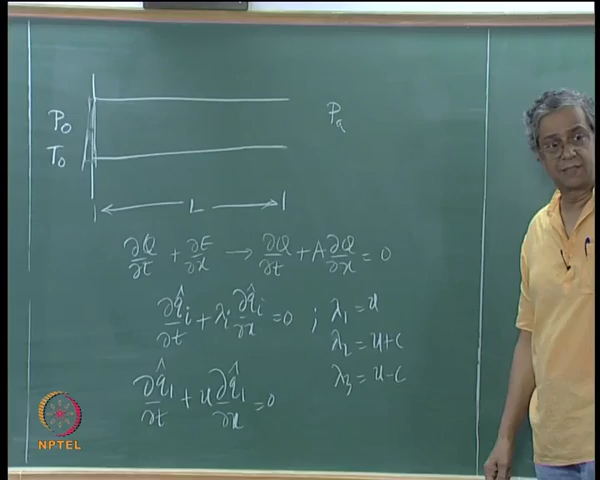 P₀
T₀
Pₐ
L
∂Q/∂t + ∂E/∂x → ∂Q/∂t + A ∂Q/∂x = 0
∂q̂ᵢ/∂t + λᵢ ∂q̂ᵢ/∂x = 0 ; λ₁ = u
λ₂ = u+c
λ₃ = u-c
∂q̂₁/∂t + u ∂q̂₁/∂x = 0
NPTEL